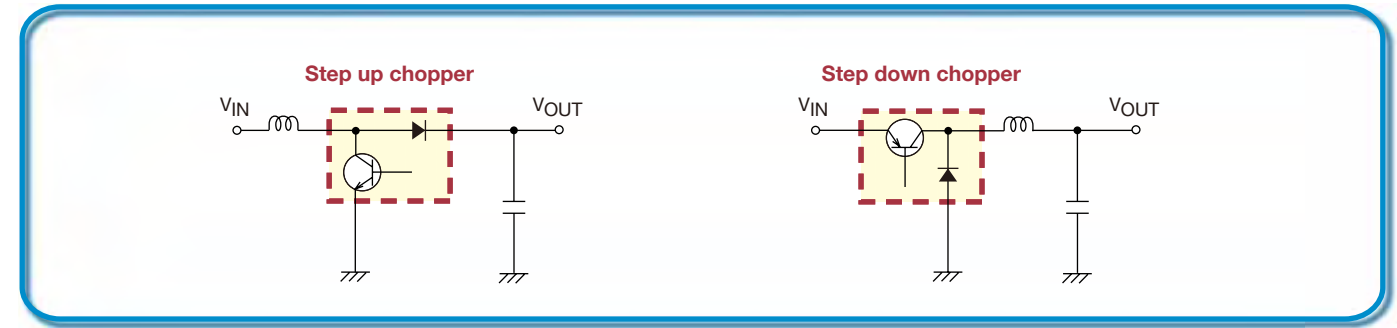 Step up chopper
VIN
VOUT
Step down chopper
VIN
VOUT